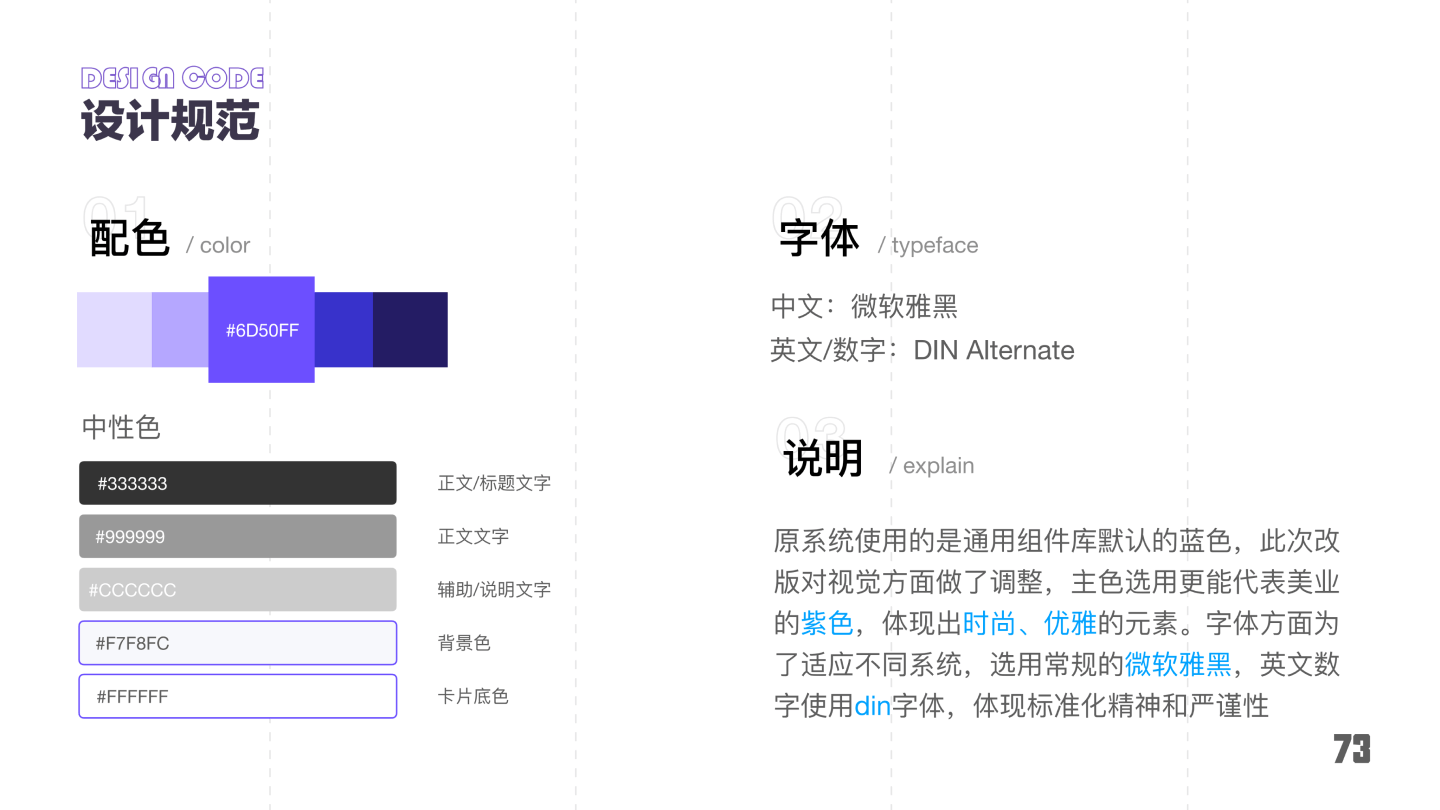 DESIGN CODE
设计规范
01
配色 / color
#6D50FF
中性色
#333333 正文/标题文字
#999999 正文文字
#CCCCCC 辅助/说明文字
#F7F8FC 背景色
#FFFFFF 卡片底色
02
字体 / typeface
中文：微软雅黑
英文/数字：DIN Alternate
03
说明 / explain
原系统使用的是通用组件库默认的蓝色，此次改
版对视觉方面做了调整，主色选用更能代表美业
的紫色，体现出时尚、优雅的元素。字体方面为
了适应不同系统，选用常规的微软雅黑，英文数
字使用din字体，体现标准化精神和严谨性
73